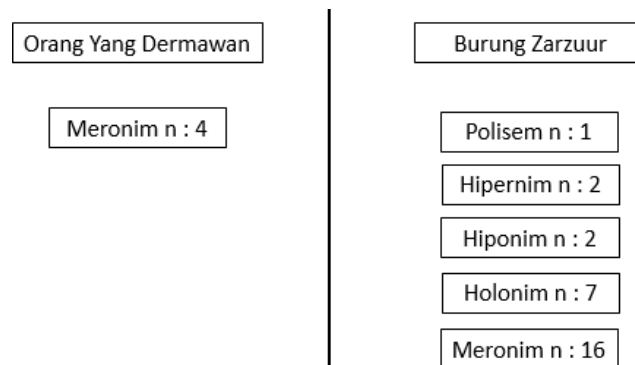 Orang Yang Dermawan
Meronim n : 4
Burung Zarzuur
Polisem n : 1
Hipernim n : 2
Hiponim n : 2
Holonim n : 7
Meronim n : 16